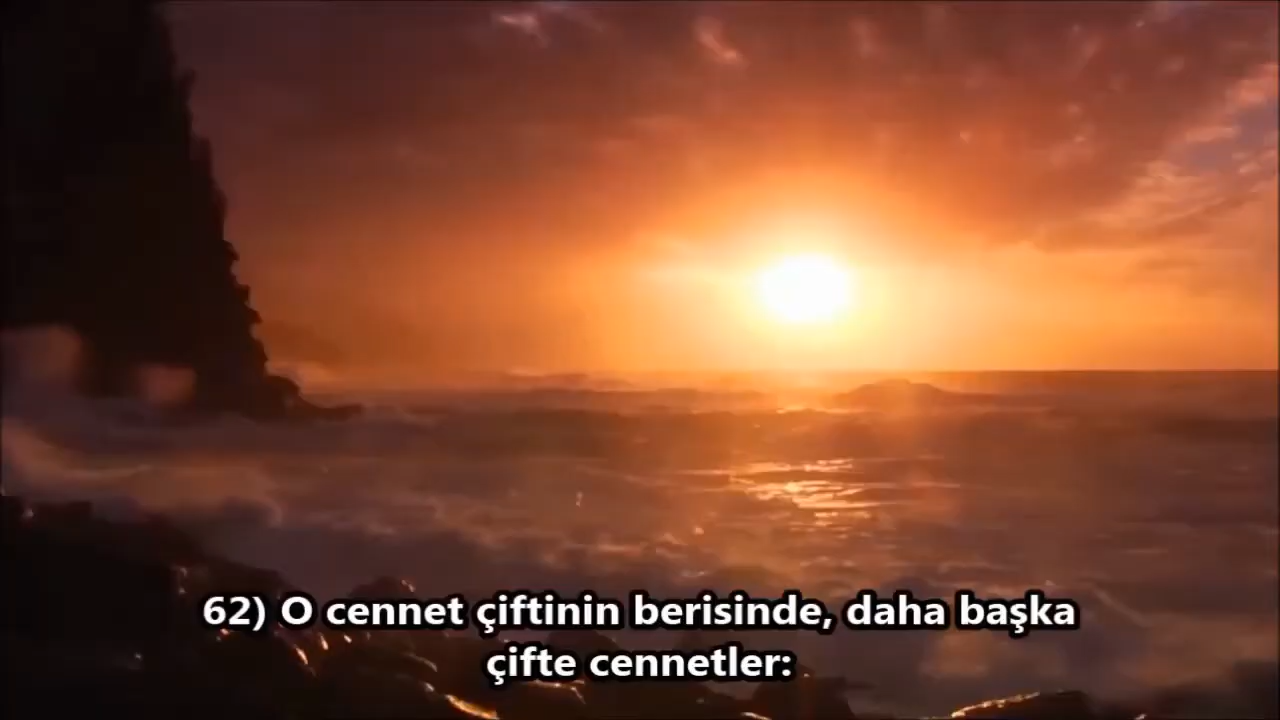 62) O cennet çiftinin berisinde, daha başka
çifte cennetler: